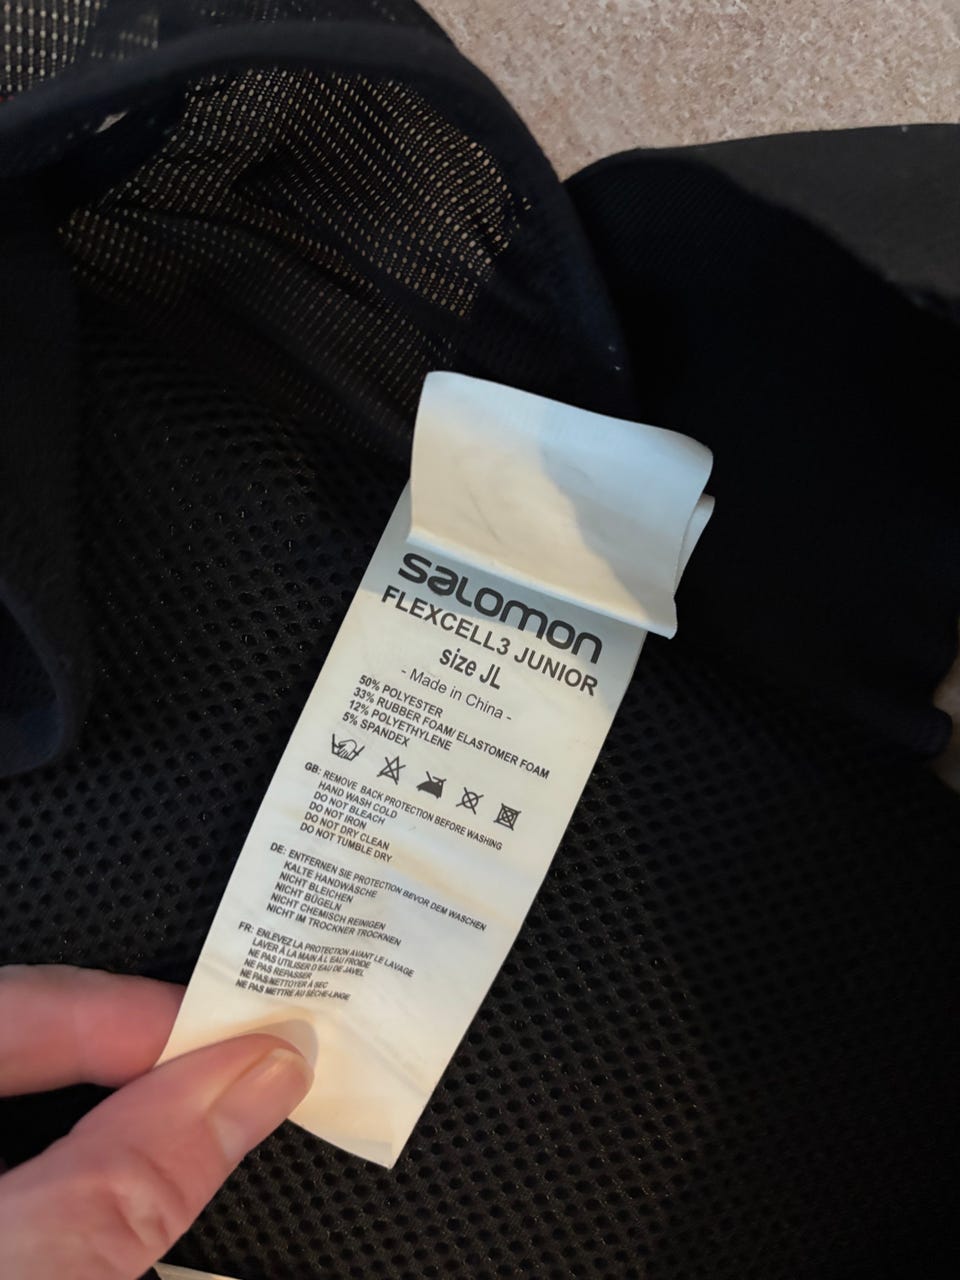 salomon
FLEXCELL3 JUNIOR
size JL
- Made in China -
50% POLYESTER
33% RUBBER FOAM/ ELASTOMER FOAM
12% POLYETHYLENE
5% SPANDEX
GB: REMOVE BACK PROTECTION BEFORE WASHING
HAND WASH COLD
DO NOT BLEACH
DO NOT IRON
DO NOT DRY CLEAN
DO NOT TUMBLE DRY
DE: ENTFERNEN SIE PROTECTION BEVOR DEM WASCHEN
KALTE HANDWÄSCHE
NICHT BLEICHEN
NICHT BÜGELN
NICHT CHEMISCH REINIGEN
NICHT IM TROCKNER TROCKNEN
FR: ENLEVEZ LA PROTECTION AVANT LE LAVAGE
LAVER À LA MAIN À L EAU FROIDE
NE PAS UTILISER D'EAU DE JAVEL
NE PAS REPASSER
NE PAS NETTOYER À SEC
NE PAS METTRE AU SÈCHE-LINGE